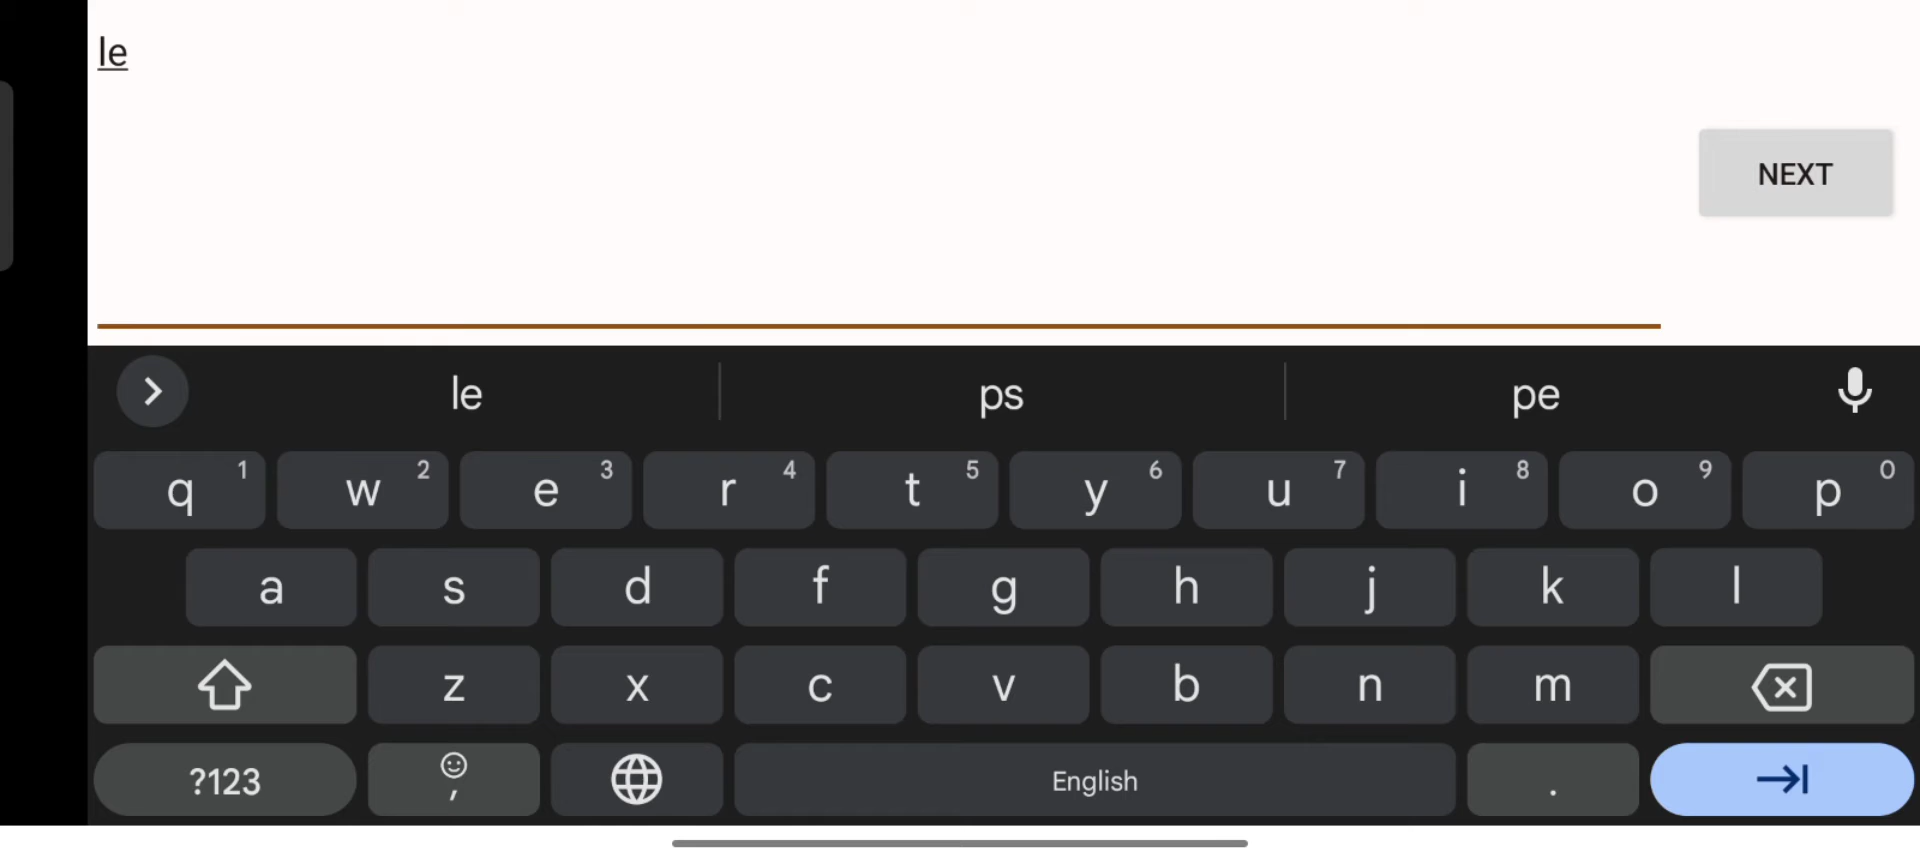 le
NEXT
le ps pe
q 1 w 2 e 3 r 4 t 5 y 6 u 7 i 8 o 9 p 0
a s d f g h j k l
z x c v b n m
?123 , English .